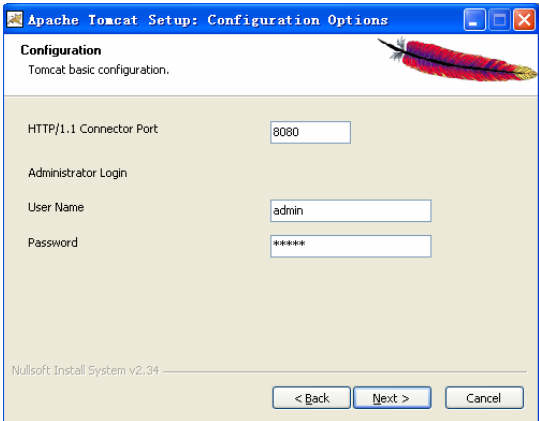 Apache Tomcat Setup: Configuration Options
Configuration
Tomcat basic configuration.
HTTP/1.1 Connector Port 8080
Administrator Login
User Name admin
Password *****
Nullsoft Install System v2.34
< Back Next > Cancel